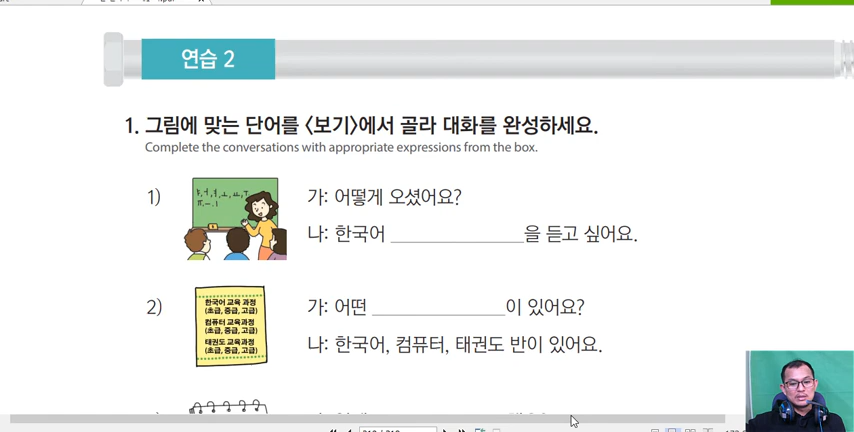 연습 2
1. 그림에 맞는 단어를 〈보기〉에서 골라 대화를 완성하세요.
Complete the conversations with appropriate expressions from the box.
1)
가: 어떻게 오셨어요?
나: 한국어 ______________을 듣고 싶어요.
2)
한국어 교육 과정
(초급, 중급, 고급)
컴퓨터 교육과정
(초급, 중급, 고급)
태권도 교육과정
(초급, 중급, 고급)
가: 어떤 ______________이 있어요?
나: 한국어, 컴퓨터, 태권도 반이 있어요.